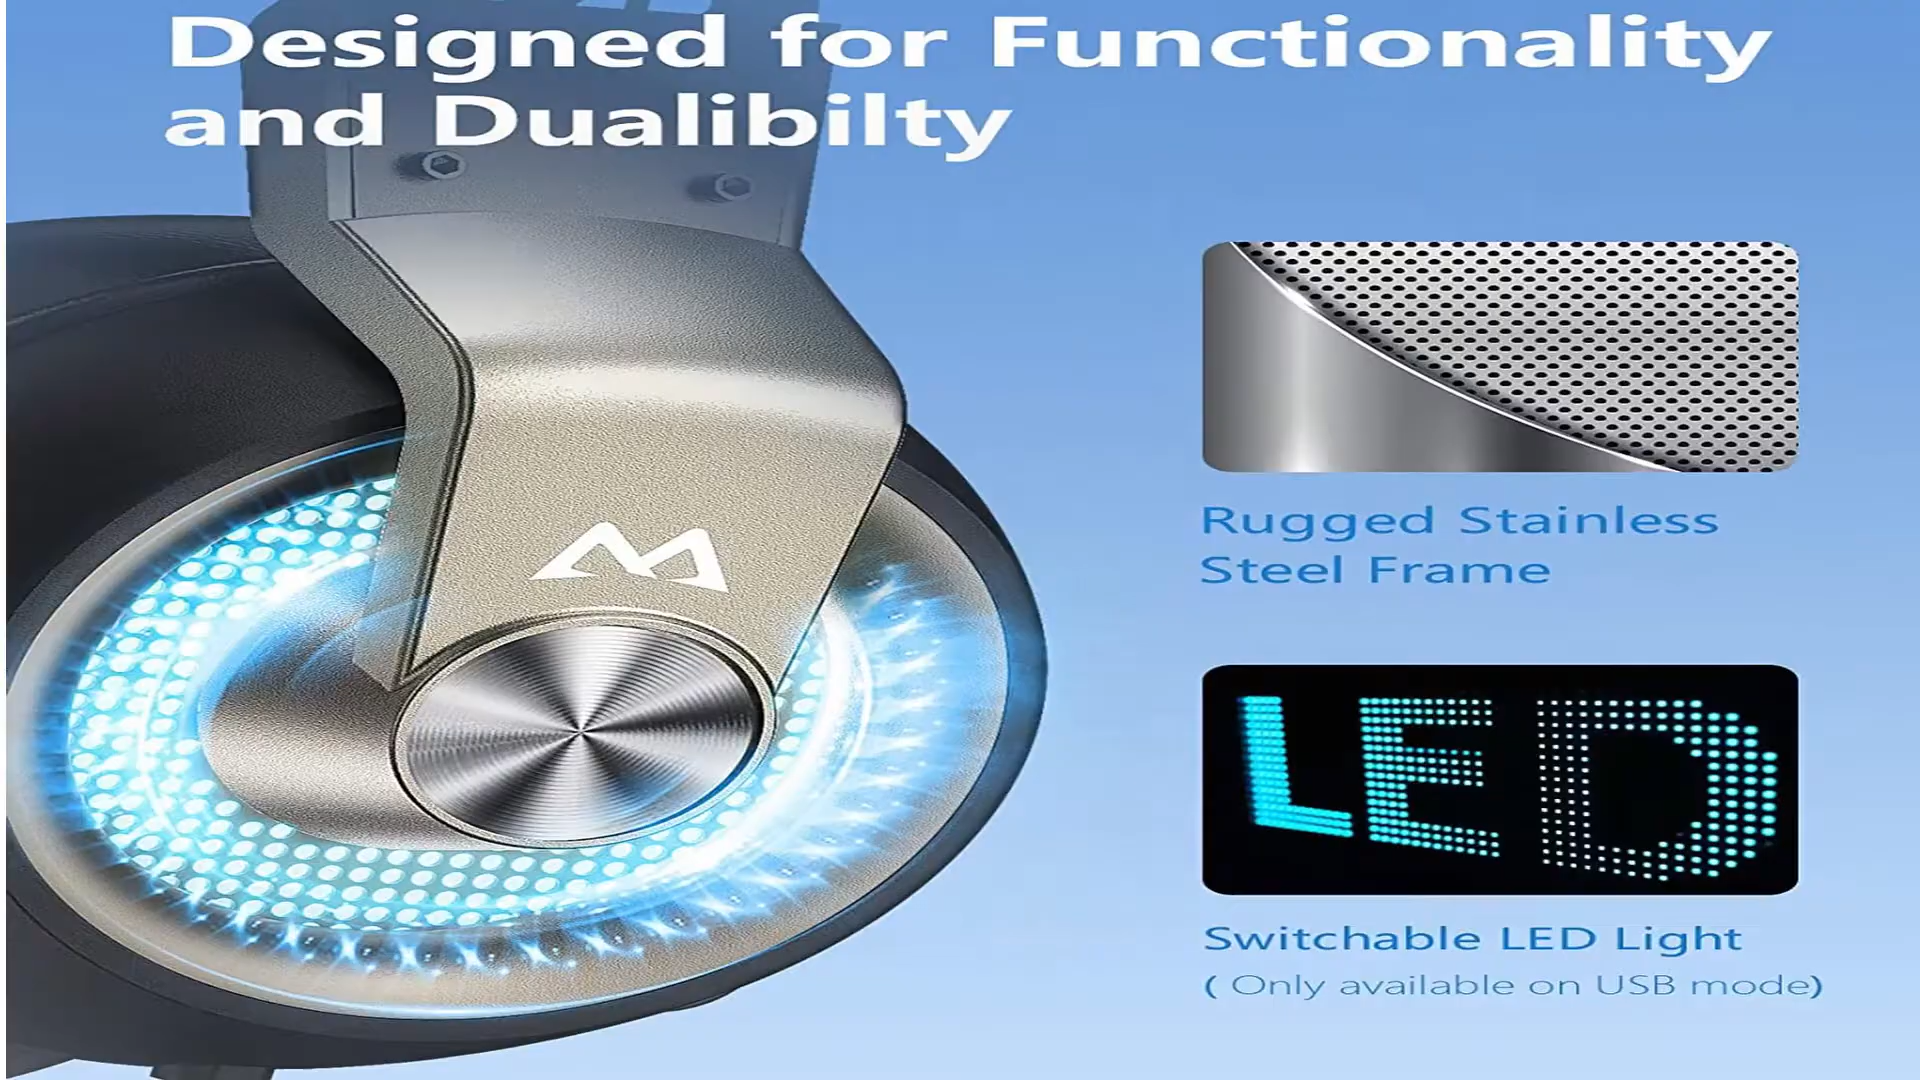 Designed for Functionality
and Dualibilty
Rugged Stainless
Steel Frame
LED
Switchable LED Light
( Only available on USB mode)